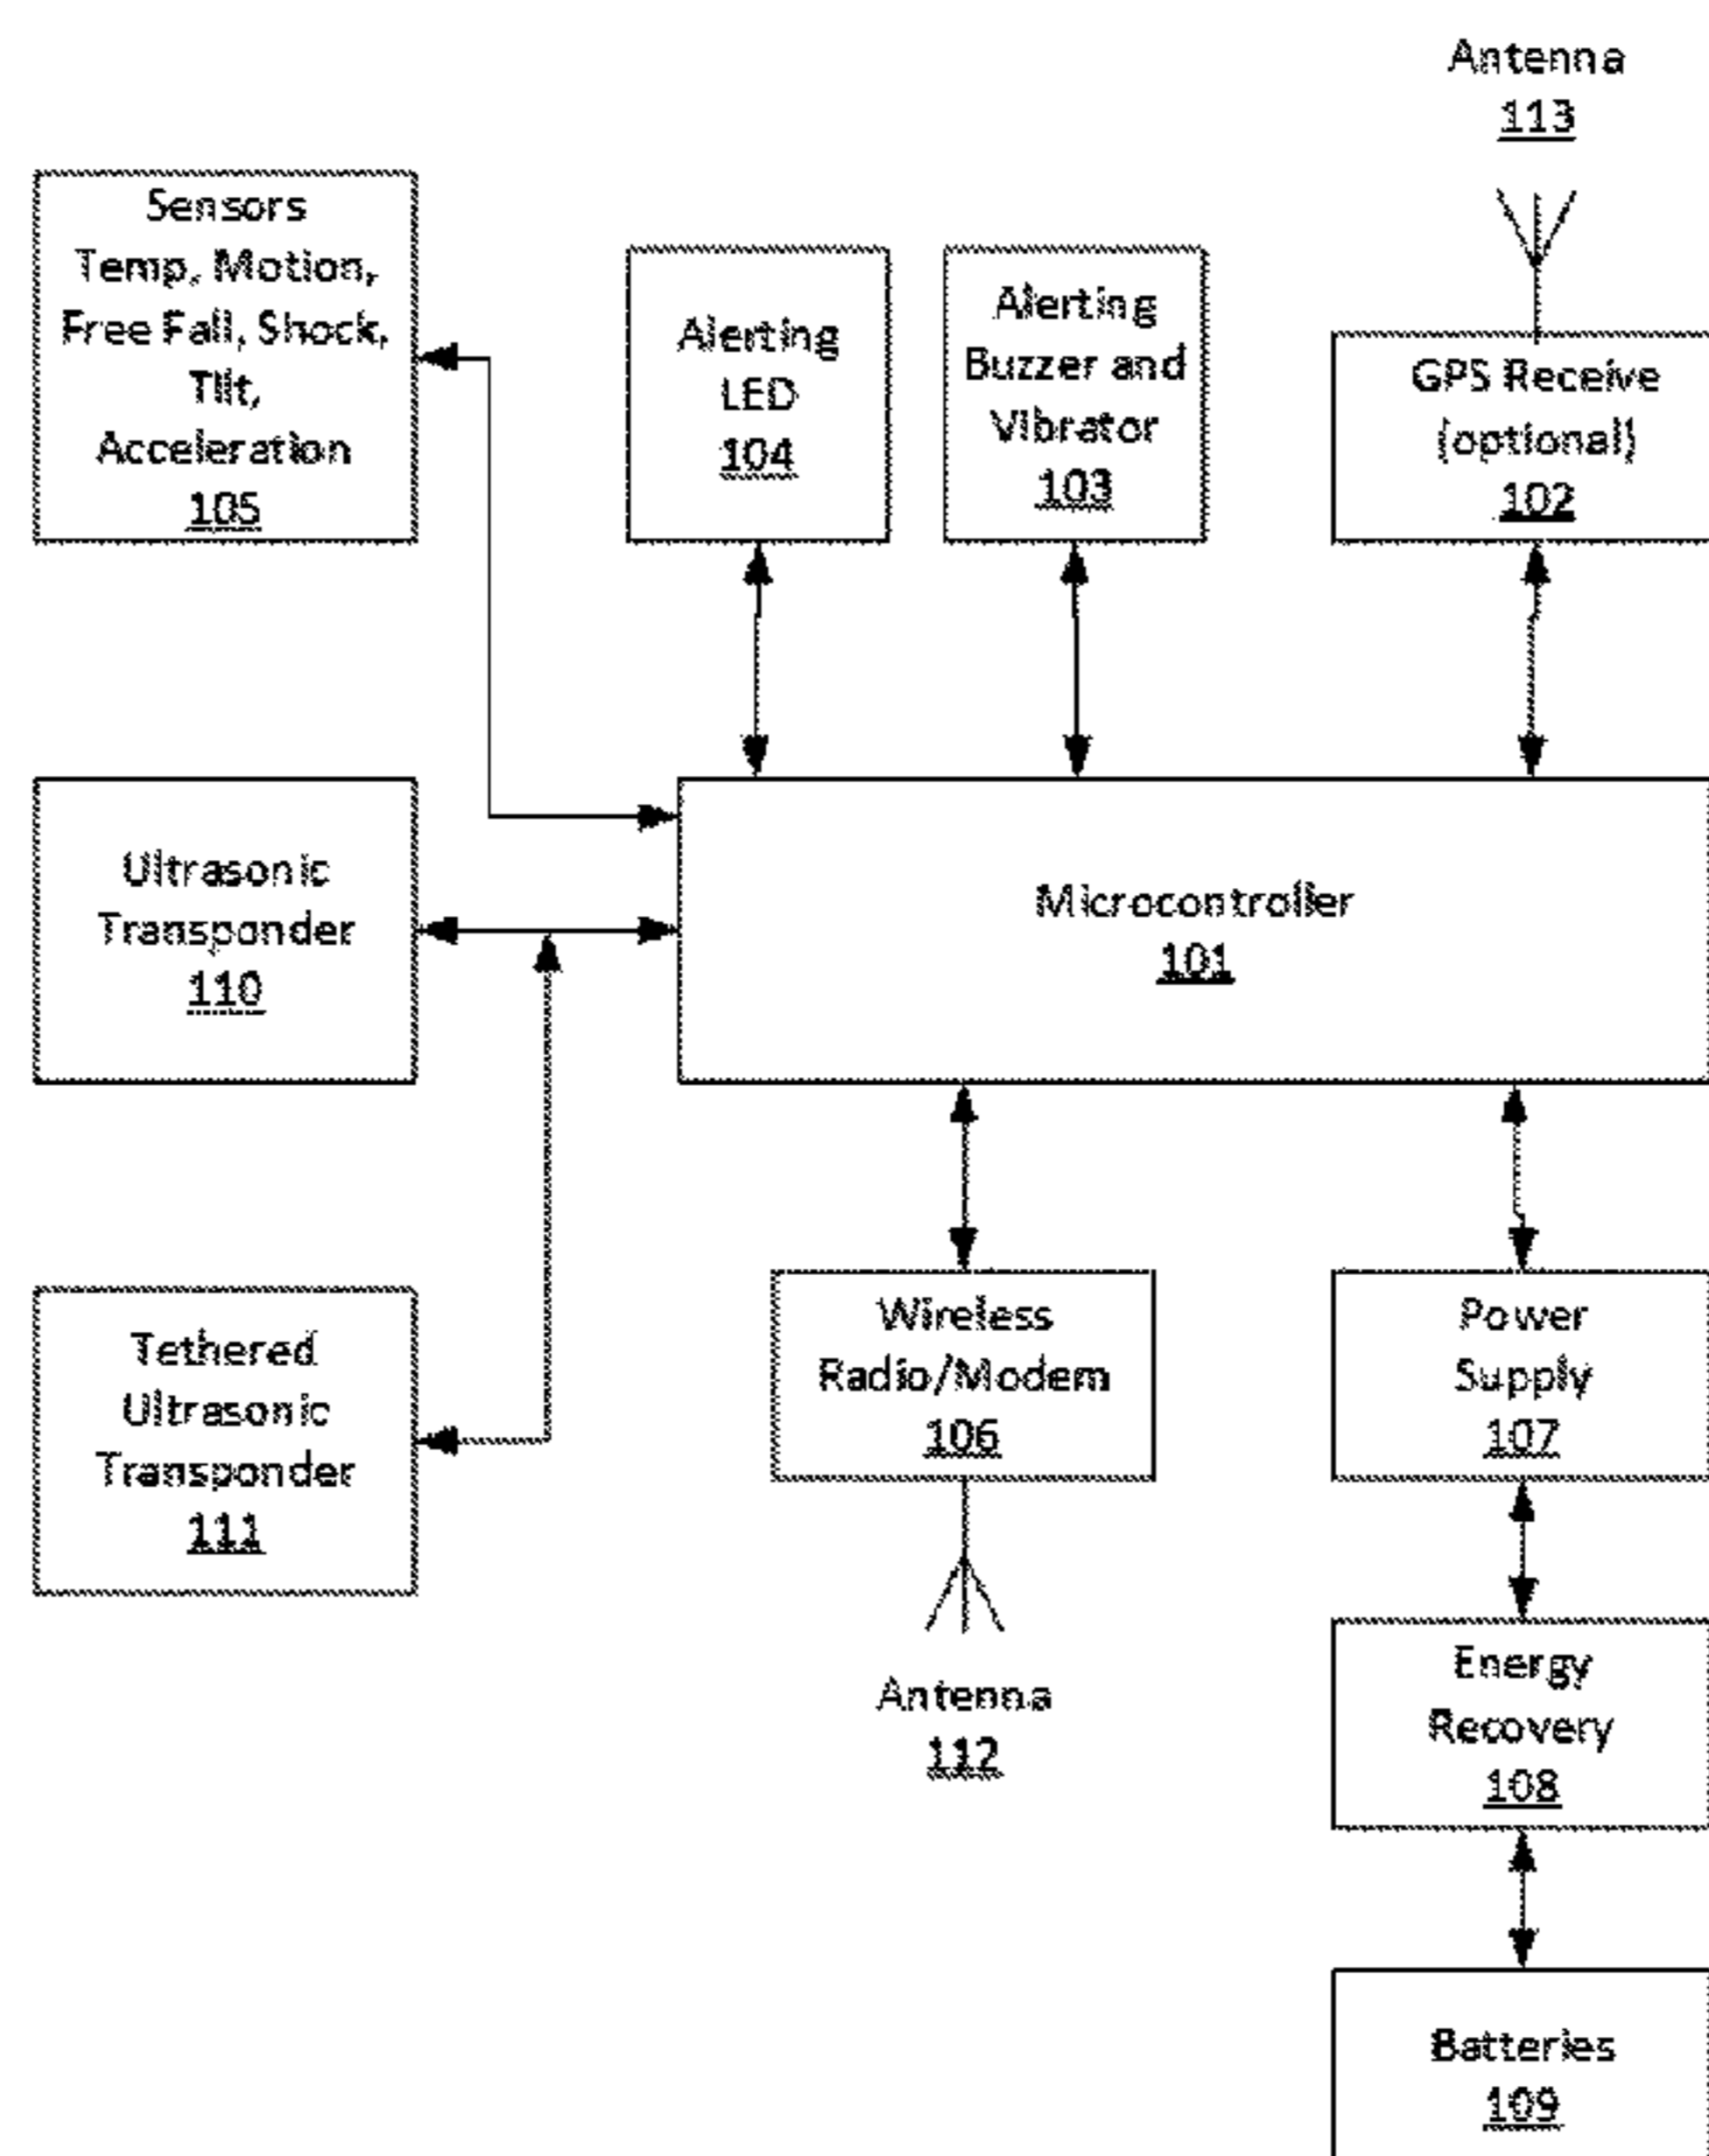 Antenna
113
Sensors
Temp, Motion,
Free Fall, Shock,
Tilt,
Acceleration
105
Alerting
LED
104
Alerting
Buzzer and
Vibrator
103
GPS Receive
(optional)
102
Ultrasonic
Transponder
110
Microcontroller
101
Tethered
Ultrasonic
Transponder
111
Wireless
Radio/Modem
106
Antenna
112
Power
Supply
107
Energy
Recovery
108
Batteries
109